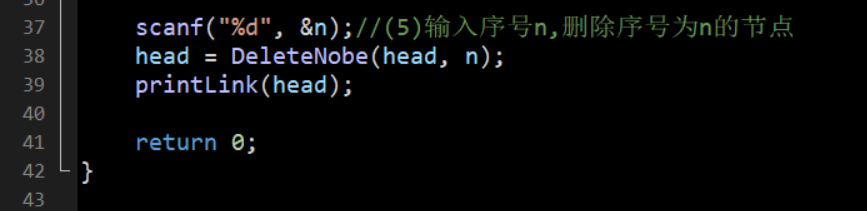 37 scanf("%d", &n);//(5)输入序号n,删除序号为n的节点
38 head = DeleteNobe(head, n);
39 printLink(head);
40
41 return 0;
42 }
43